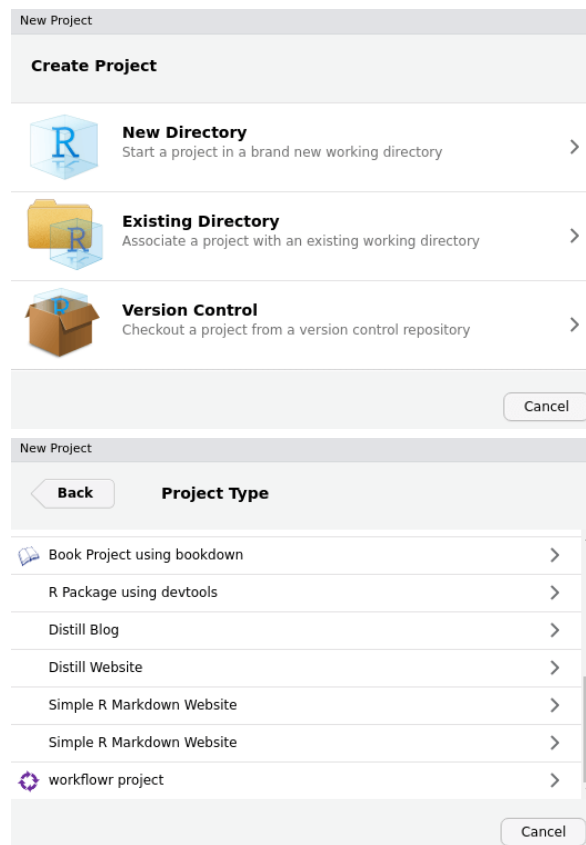 New Project
Create Project
R
New Directory
Start a project in a brand new working directory
R
Existing Directory
Associate a project with an existing working directory
R
Version Control
Checkout a project from a version control repository
Cancel
New Project
Back
Project Type
Book Project using bookdown
R Package using devtools
Distill Blog
Distill Website
Simple R Markdown Website
Simple R Markdown Website
workflowr project
Cancel